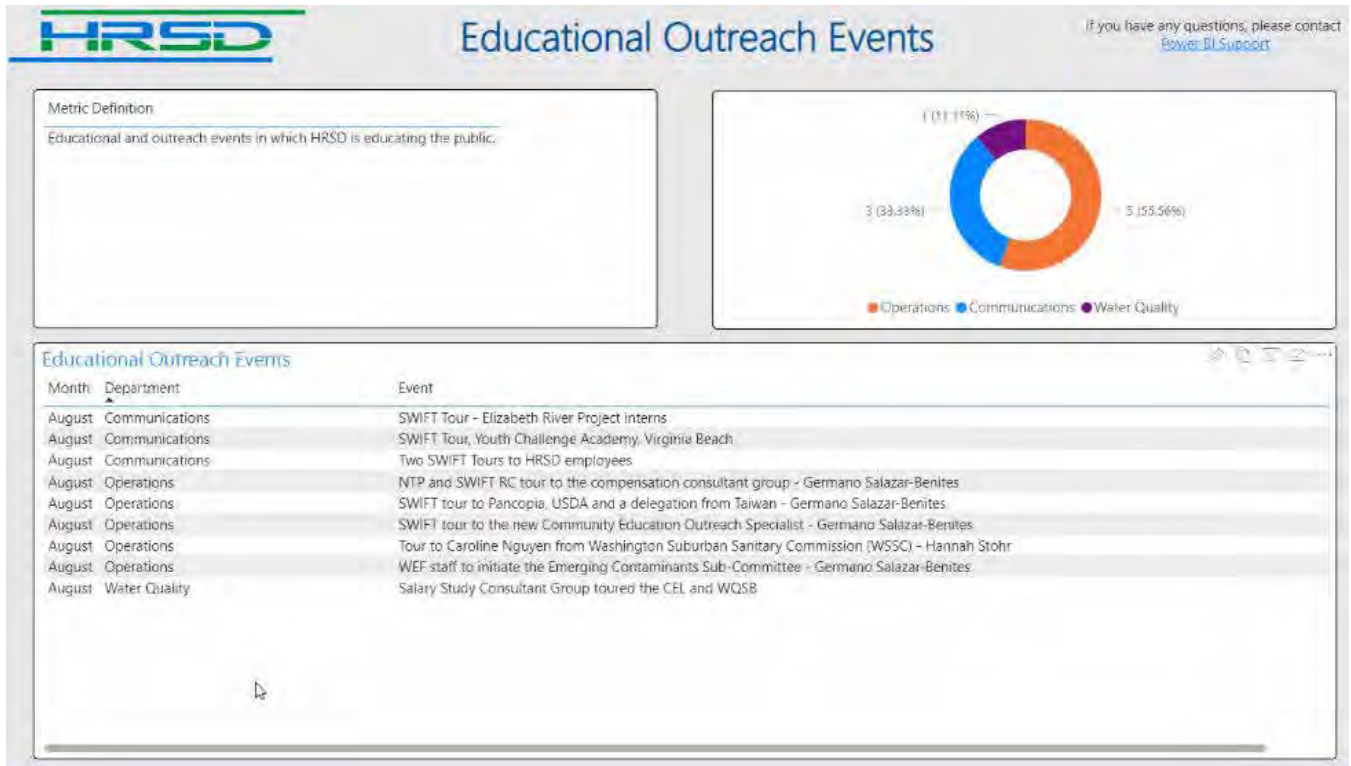 HRSD
Educational Outreach Events
If you have any questions, please contact
Power BI Support
Metric Definition
Educational and outreach events in which HRSD is educating the public.
1 (11.11%)
3 (33.33%)
5 (55.56%)
Operations Communications Water Quality
Educational Outreach Events
Month Department Event
August Communications SWIFT Tour - Elizabeth River Project interns
August Communications SWIFT Tour, Youth Challenge Academy, Virginia Beach
August Communications Two SWIFT Tours to HRSD employees
August Operations NTP and SWIFT RC tour to the compensation consultant group - Germano Salazar-Benites
August Operations SWIFT tour to Pancopia, USDA and a delegation from Taiwan - Germano Salazar-Benites
August Operations SWIFT tour to the new Community Education Outreach Specialist - Germano Salazar-Benites
August Operations Tour to Caroline Nguyen from Washington Suburban Sanitary Commission (WSSC) - Hannah Stohr
August Operations WEF staff to initiate the Emerging Contaminants Sub-Committee - Germano Salazar-Benites
August Water Quality Salary Study Consultant Group toured the CEL and WQSB